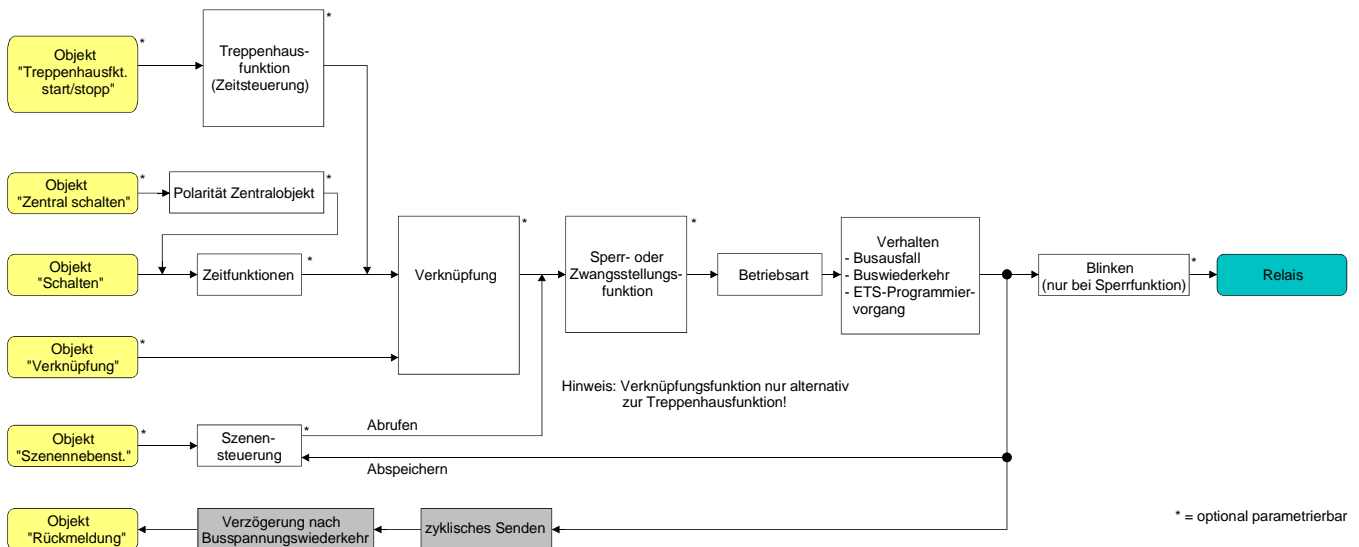 *
*
Objekt
"Treppenhausfkt.
start/stopp"
Treppenhaus-
funktion
(Zeitsteuerung)
*
*
Objekt
"Zentral schalten"
Polarität Zentralobjekt
*
*
Objekt
"Schalten"
Zeitfunktionen
*
Verknüpfung
*
Sperr- oder
Zwangsstellungs-
funktion
Betriebsart
Verhalten
- Busausfall
- Buswiederkehr
- ETS-Programmier-
vorgang
*
Blinken
(nur bei Sperrfunktion)
Relais
*
Objekt
"Verknüpfung"
Hinweis: Verknüpfungsfunktion nur alternativ
zur Treppenhausfunktion!
*
*
Objekt
"Szenennebenst."
Szenen-
steuerung
Abrufen
Abspeichern
Objekt
"Rückmeldung"
Verzögerung nach
Busspannungswiederkehr
zyklisches Senden
* = optional parametrierbar